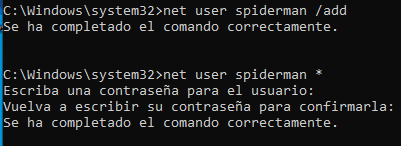 C:\Windows\system32>net user spiderman /add
Se ha completado el comando correctamente.
C:\Windows\system32>net user spiderman *
Escriba una contraseña para el usuario:
Vuelva a escribir su contraseña para confirmarla:
Se ha completado el comando correctamente.